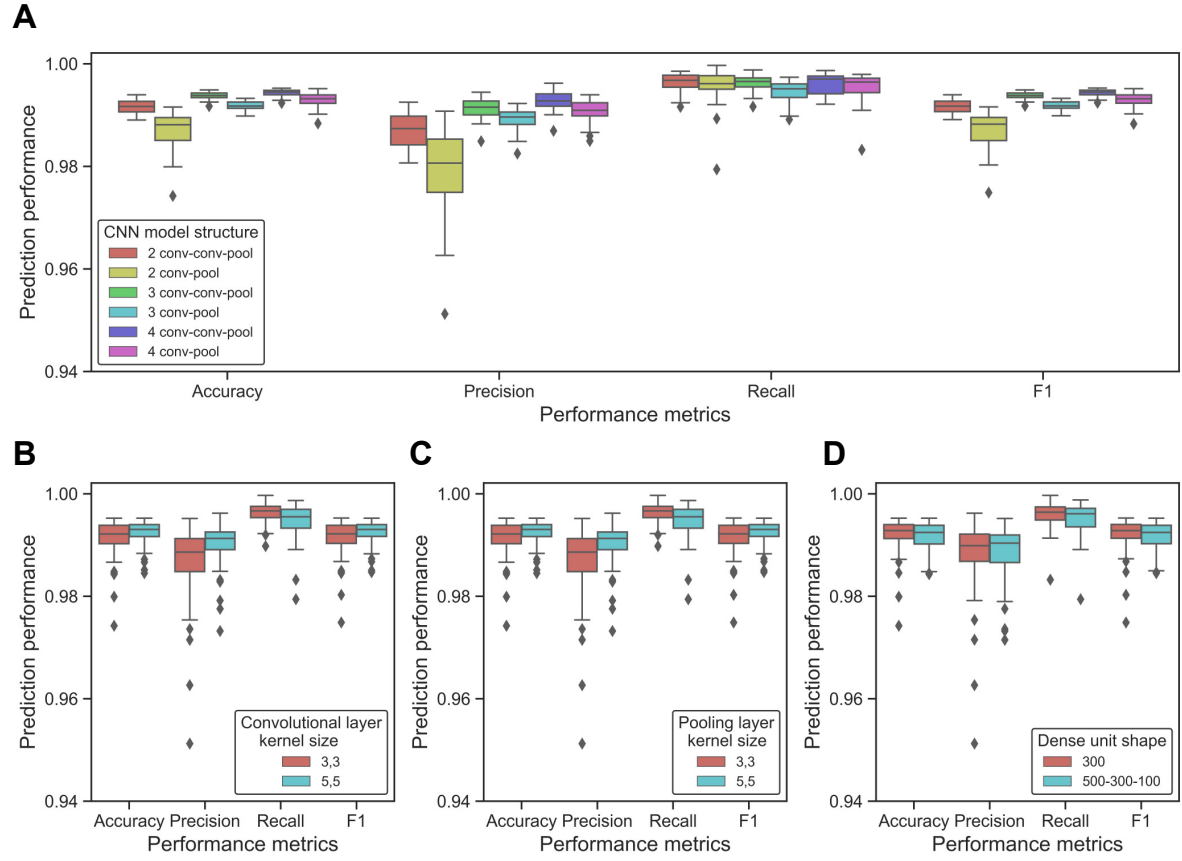 A
Prediction performance
1.00
0.98
0.96
0.94
CNN model structure
2 conv-conv-pool
2 conv-pool
3 conv-conv-pool
3 conv-pool
4 conv-conv-pool
4 conv-pool
Accuracy Precision Recall F1
Performance metrics
B
Prediction performance
1.00
0.98
0.96
0.94
Convolutional layer
kernel size
3,3
5,5
Accuracy Precision Recall F1
Performance metrics
C
Prediction performance
1.00
0.98
0.96
0.94
Pooling layer
kernel size
3,3
5,5
Accuracy Precision Recall F1
Performance metrics
D
Prediction performance
1.00
0.98
0.96
0.94
Dense unit shape
300
500-300-100
Accuracy Precision Recall F1
Performance metrics